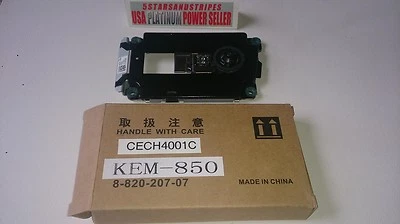 5STARSANDSTRIPES
USA PLATINUM POWER SELLER
取扱注意
HANDLE WITH CARE
CECH4001C
KEM-850
8-820-207-07
MADE IN CHINA